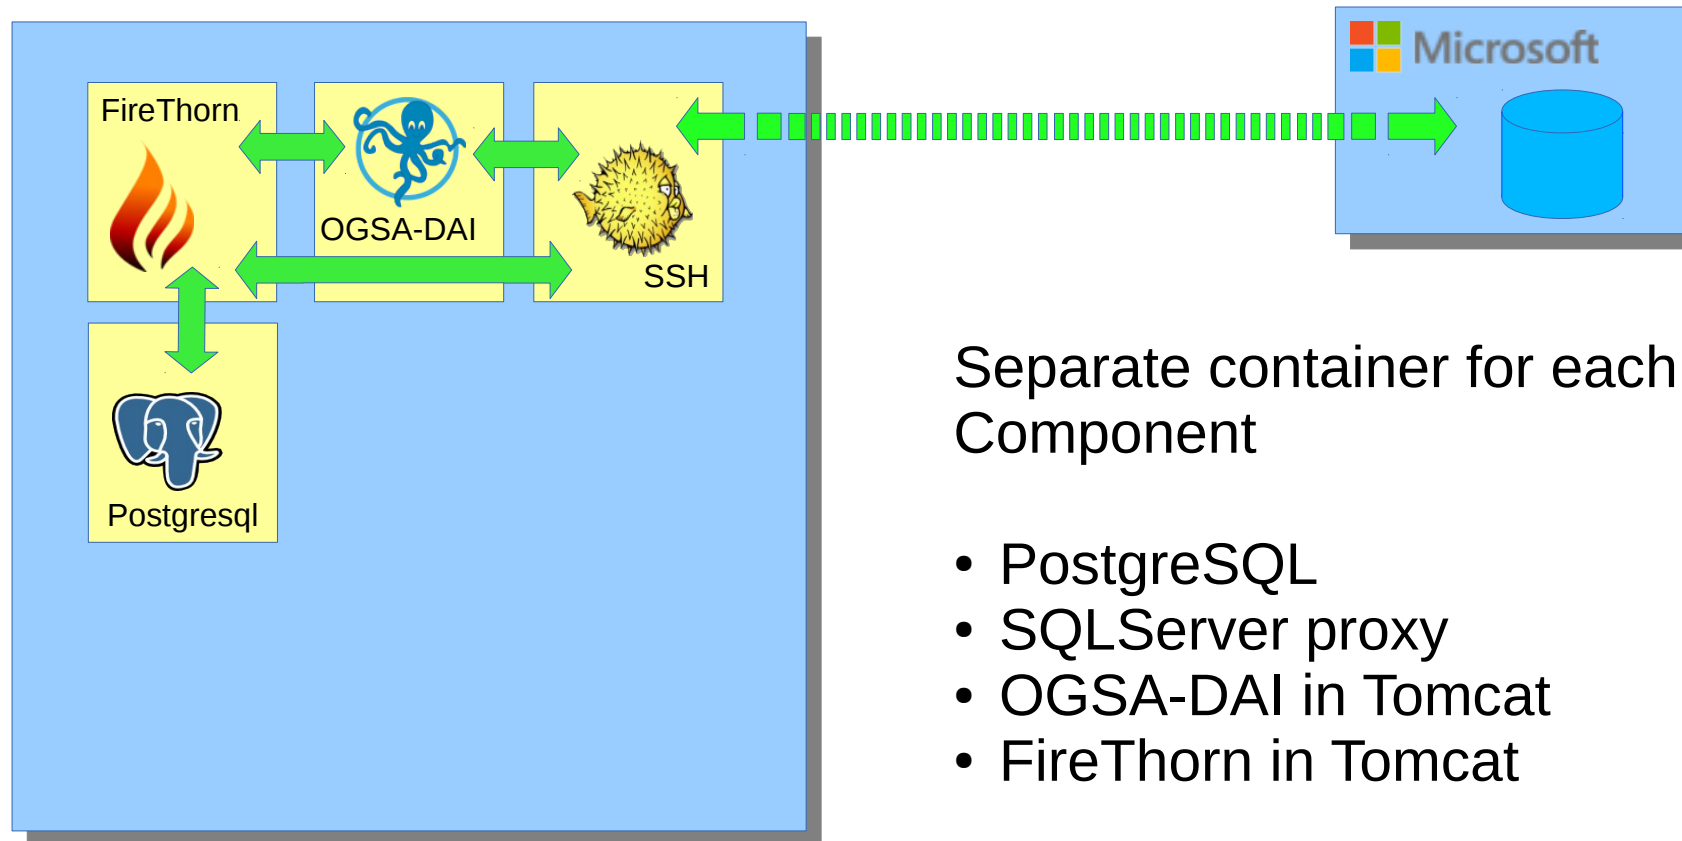 Microsoft
FireThorn
OGSA-DAI
SSH
Postgresql
Separate container for each
Component
• PostgreSQL
• SQLServer proxy
• OGSA-DAI in Tomcat
• FireThorn in Tomcat